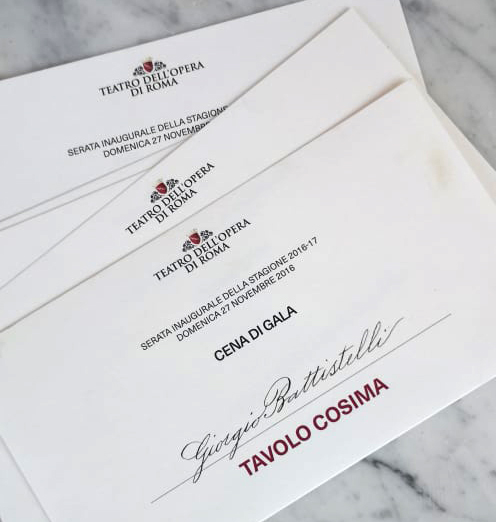 TEATRO DELL'OPERA
DI ROMA
SERATA INAUGURALE DELLA STAGIONE
DOMENICA 27 NOVEMBRE
TEATRO DELL'OPERA
DI ROMA
TEATRO DELL'OPERA
DI ROMA
SERATA INAUGURALE DELLA STAGIONE 2016-17
DOMENICA 27 NOVEMBRE 2016
CENA DI GALA
Giorgio Battistelli
TAVOLO COSIMA